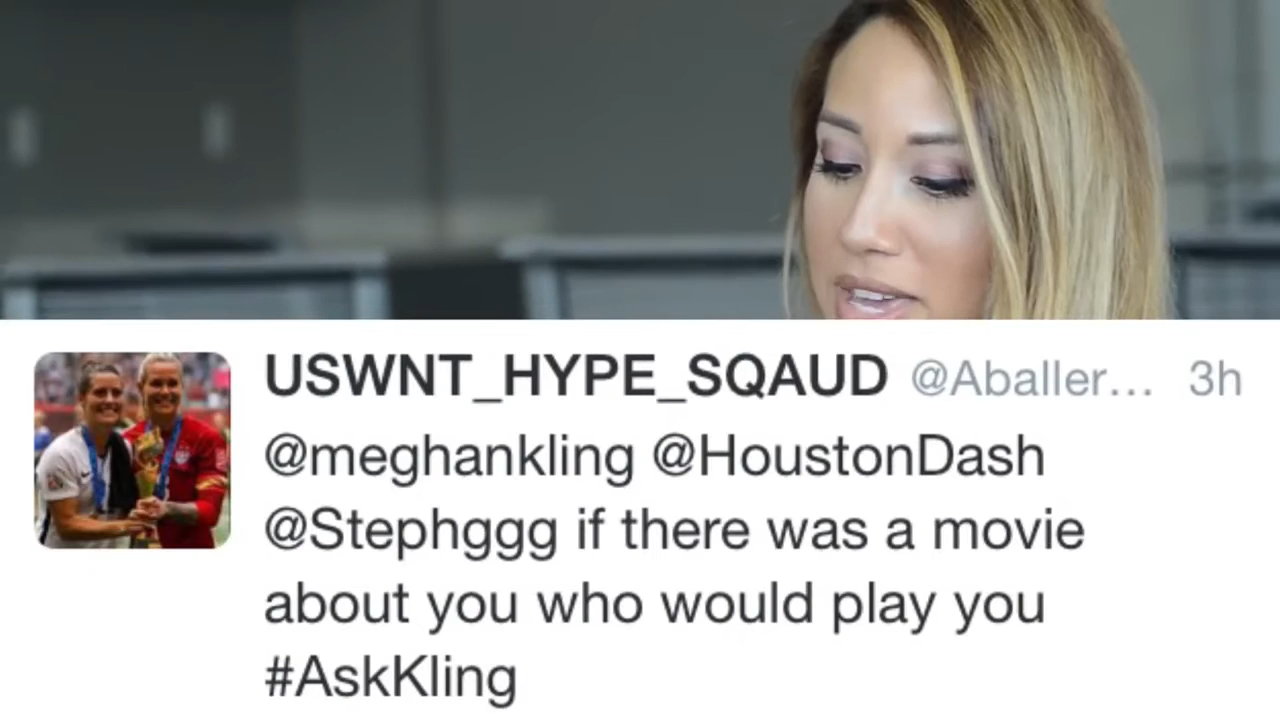 USWNT_HYPE_SQAUD @Aballer... 3h
@meghankling @HoustonDash
@Stephggg if there was a movie
about you who would play you
#AskKling